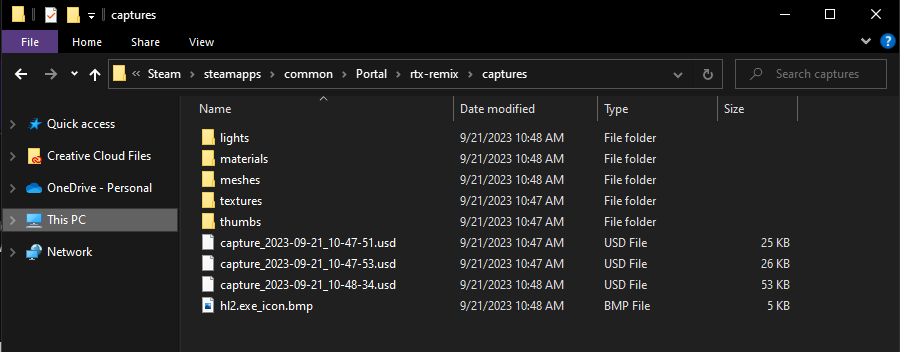 captures
File Home Share View
Steam steamapps common Portal rtx-remix captures Search captures
Name Date modified Type Size
Quick access
Creative Cloud Files
OneDrive - Personal
This PC
Network
lights 9/21/2023 10:48 AM File folder
materials 9/21/2023 10:48 AM File folder
meshes 9/21/2023 10:48 AM File folder
textures 9/21/2023 10:47 AM File folder
thumbs 9/21/2023 10:48 AM File folder
capture_2023-09-21_10-47-51.usd 9/21/2023 10:47 AM USD File 25 KB
capture_2023-09-21_10-47-53.usd 9/21/2023 10:47 AM USD File 26 KB
capture_2023-09-21_10-48-34.usd 9/21/2023 10:48 AM USD File 53 KB
hl2.exe_icon.bmp 9/21/2023 10:48 AM BMP File 5 KB